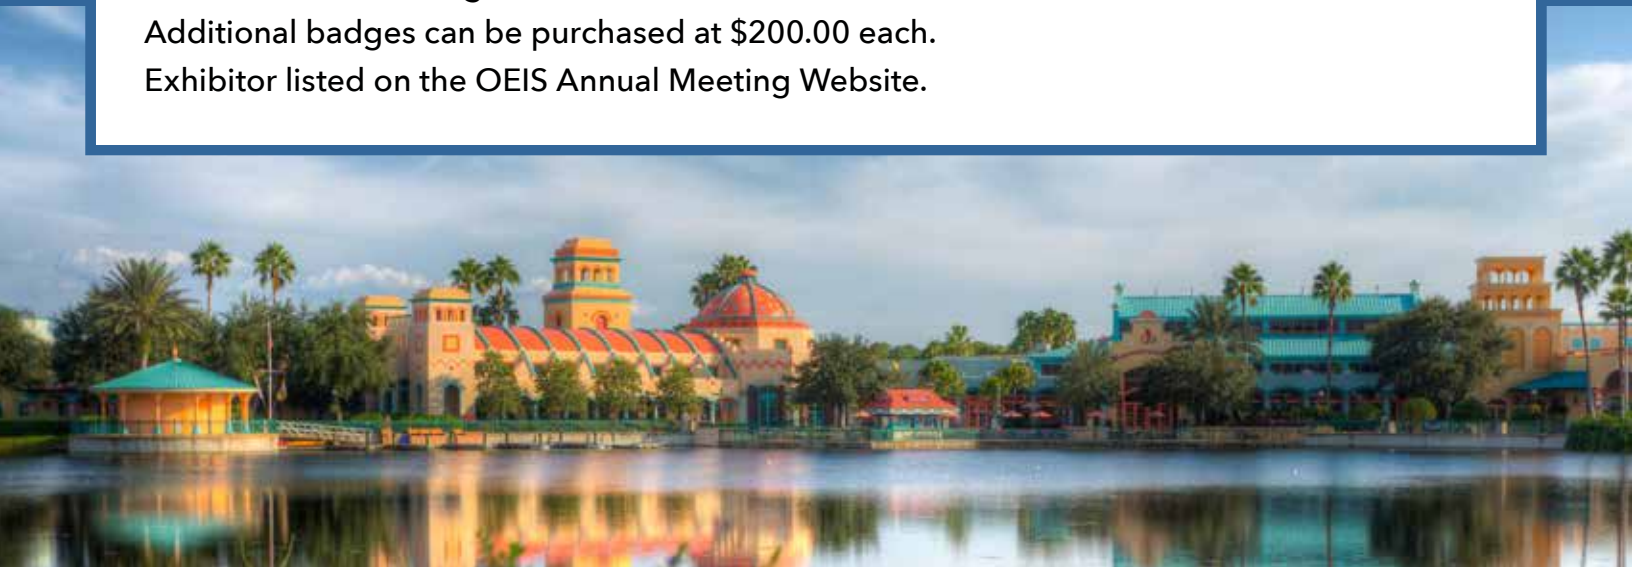 Additional badges can be purchased at $200.00 each.
Exhibitor listed on the OEIS Annual Meeting Website.